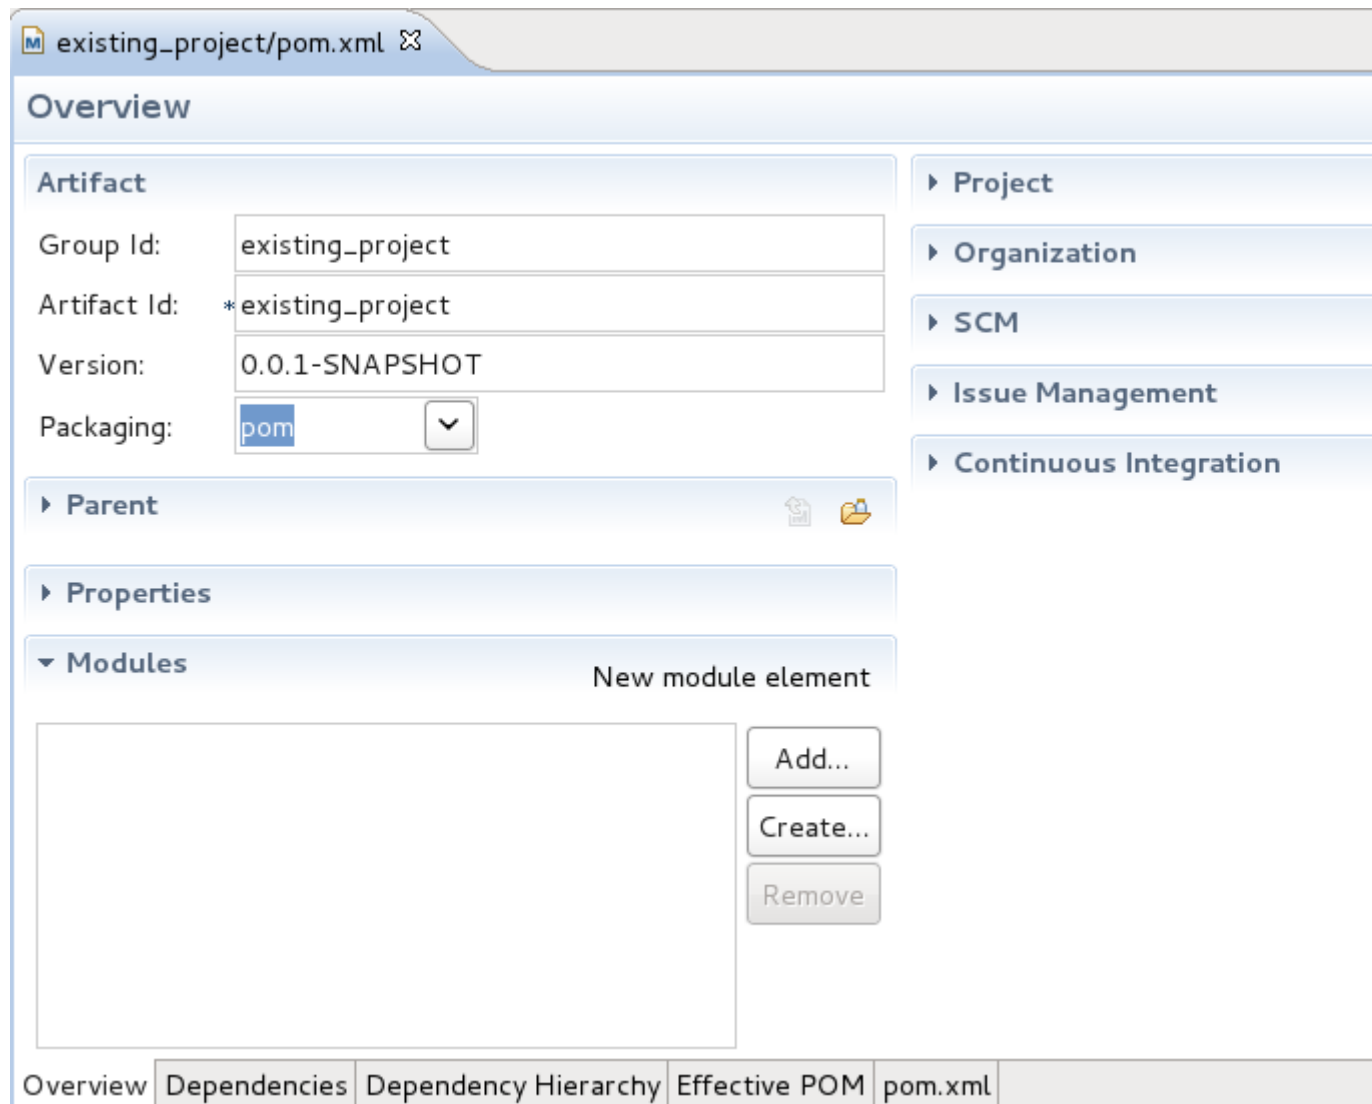 existing_project/pom.xml
Overview
Artifact
Group Id: existing_project
Artifact Id: *existing_project
Version: 0.0.1-SNAPSHOT
Packaging: pom
Parent
Properties
Modules
New module element
Add...
Create...
Remove
Project
Organization
SCM
Issue Management
Continuous Integration
Overview Dependencies Dependency Hierarchy Effective POM pom.xml